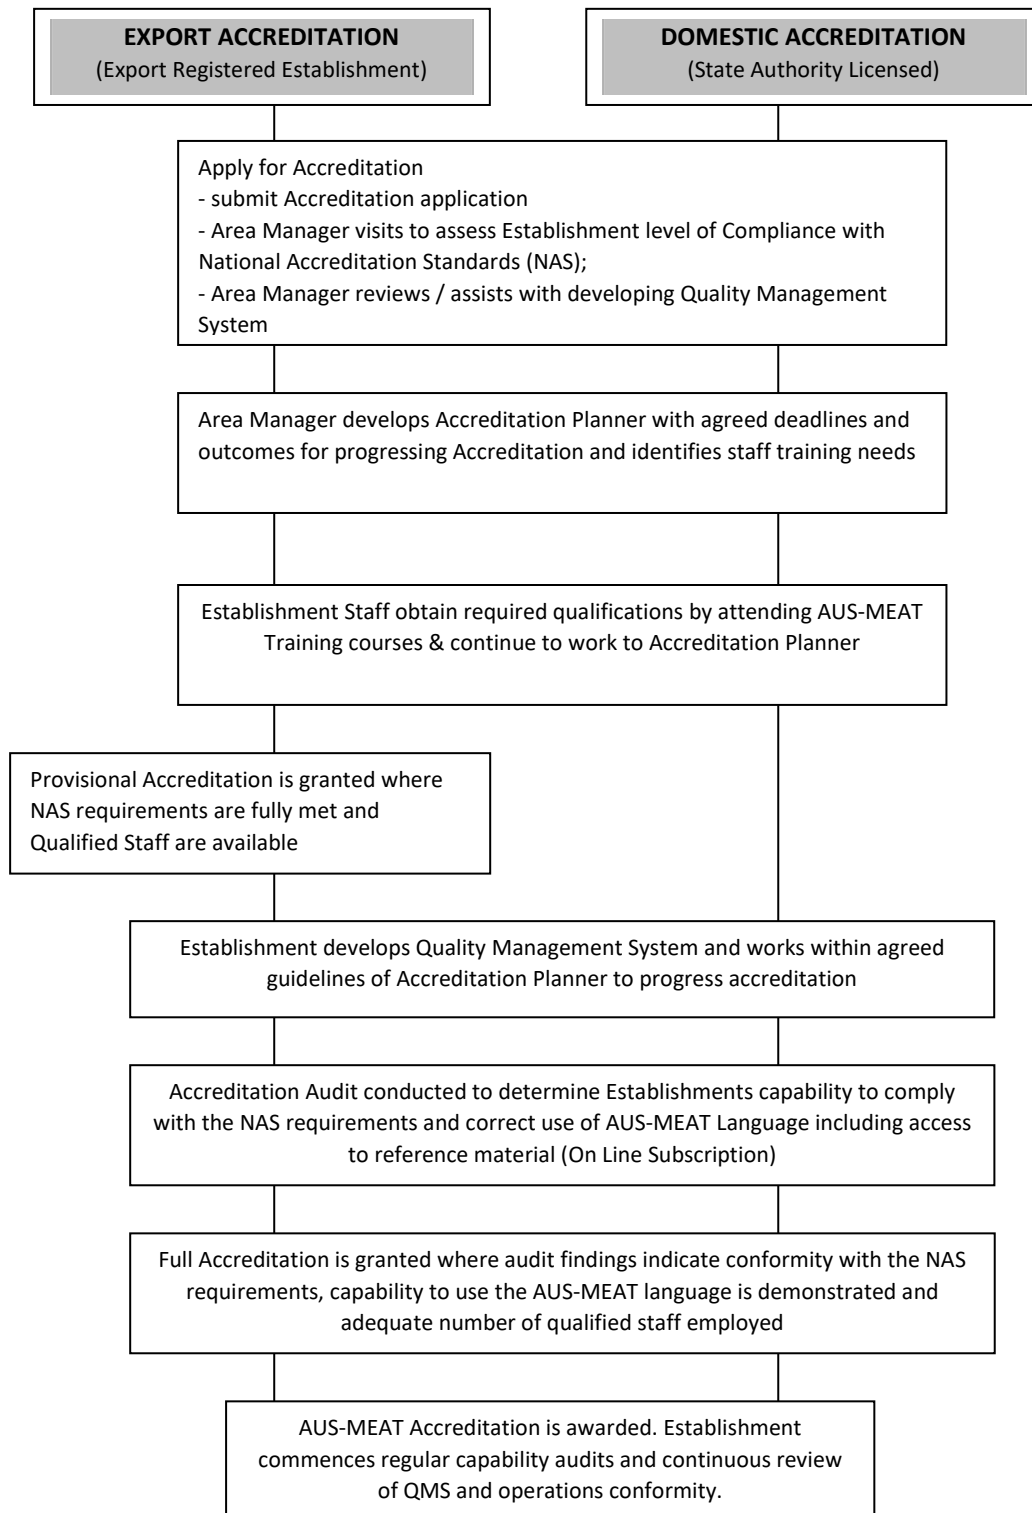 EXPORT ACCREDITATION
(Export Registered Establishment)
DOMESTIC ACCREDITATION
(State Authority Licensed)
Apply for Accreditation
- submit Accreditation application
- Area Manager visits to assess Establishment level of Compliance with
National Accreditation Standards (NAS);
- Area Manager reviews / assists with developing Quality Management
System
Area Manager develops Accreditation Planner with agreed deadlines and
outcomes for progressing Accreditation and identifies staff training needs
Establishment Staff obtain required qualifications by attending AUS-MEAT
Training courses & continue to work to Accreditation Planner
Provisional Accreditation is granted where
NAS requirements are fully met and
Qualified Staff are available
Establishment develops Quality Management System and works within agreed
guidelines of Accreditation Planner to progress accreditation
Accreditation Audit conducted to determine Establishments capability to comply
with the NAS requirements and correct use of AUS-MEAT Language including access
to reference material (On Line Subscription)
Full Accreditation is granted where audit findings indicate conformity with the NAS
requirements, capability to use the AUS-MEAT language is demonstrated and
adequate number of qualified staff employed
AUS-MEAT Accreditation is awarded. Establishment
commences regular capability audits and continuous review
of QMS and operations conformity.